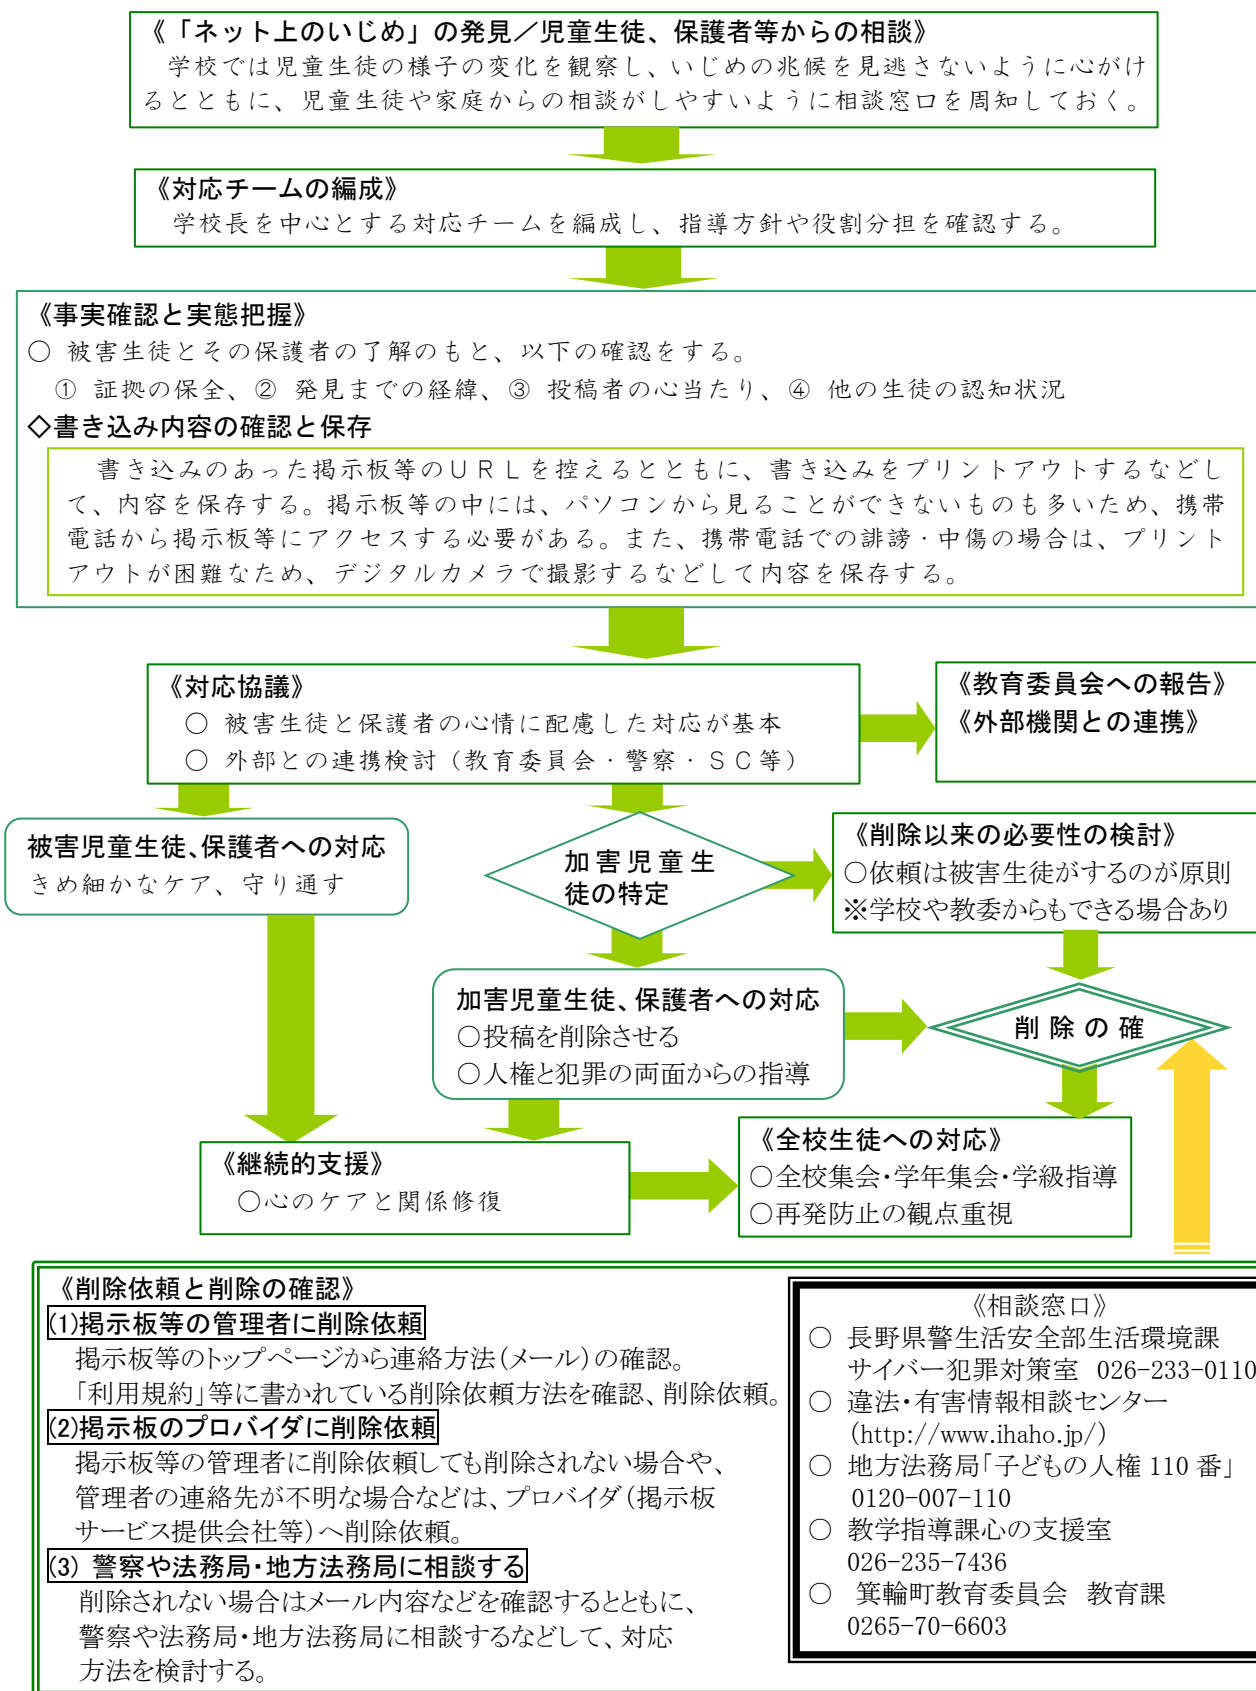 《「ネット上のいじめ」の発見／児童生徒、保護者等からの相談》
学校では児童生徒の様子の変化を観察し、いじめの兆候を見逃さないように心がけ
るとともに、児童生徒や家庭からの相談がしやすいように相談窓口を周知しておく。
《対応チームの編成》
学校長を中心とする対応チームを編成し、指導方針や役割分担を確認する。
《事実確認と実態把握》
○ 被害生徒とその保護者の了解のもと、以下の確認をする。
① 証拠の保全、② 発見までの経緯、③ 投稿者の心当たり、④ 他の生徒の認知状況
◇書き込み内容の確認と保存
書き込みのあった掲示板等のＵＲＬを控えるとともに、書き込みをプリントアウトするなどし
て、内容を保存する。掲示板等の中には、パソコンから見ることができないものも多いため、携帯
電話から掲示板等にアクセスする必要がある。また、携帯電話での誹謗・中傷の場合は、プリント
アウトが困難なため、デジタルカメラで撮影するなどして内容を保存する。
《対応協議》
○ 被害生徒と保護者の心情に配慮した対応が基本
○ 外部との連携検討（教育委員会・警察・ＳＣ等）
《教育委員会への報告》
《外部機関との連携》
被害児童生徒、保護者への対応
きめ細かなケア、守り通す
加害児童生
徒の特定
《削除以来の必要性の検討》
○依頼は被害生徒がするのが原則
※学校や教委からもできる場合あり
加害児童生徒、保護者への対応
○投稿を削除させる
○人権と犯罪の両面からの指導
削除の確
《継続的支援》
○心のケアと関係修復
《全校生徒への対応》
○全校集会・学年集会・学級指導
○再発防止の観点重視
《削除依頼と削除の確認》
(1)掲示板等の管理者に削除依頼
掲示板等のトップページから連絡方法（メール）の確認。
「利用規約」等に書かれている削除依頼方法を確認、削除依頼。
(2)掲示板のプロバイダに削除依頼
掲示板等の管理者に削除依頼しても削除されない場合や、
管理者の連絡先が不明な場合などは、プロバイダ（掲示板
サービス提供会社等）へ削除依頼。
(3) 警察や法務局・地方法務局に相談する
削除されない場合はメール内容などを確認するとともに、
警察や法務局・地方法務局に相談するなどして、対応
方法を検討する。
《相談窓口》
○ 長野県警生活安全部生活環境課
サイバー犯罪対策室 026-233-0110
○ 違法・有害情報相談センター
(http://www.ihaho.jp/)
○ 地方法務局「子どもの人権 110 番」
0120-007-110
○ 教学指導課心の支援室
026-235-7436
○ 箕輪町教育委員会 教育課
0265-70-6603